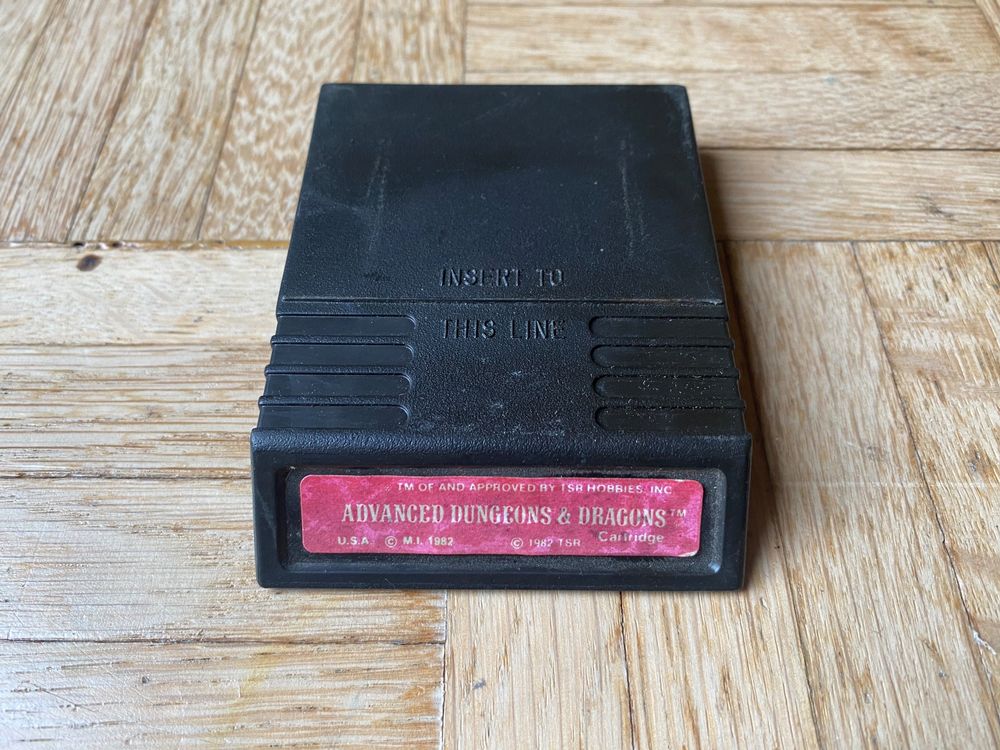 INSERT TO
THIS LINE
TM OF AND APPROVED BY TSR HOBBIES, INC
ADVANCED DUNGEONS & DRAGONS™
U.S.A. © M.I. 1982 © 1982 TSR Cartridge